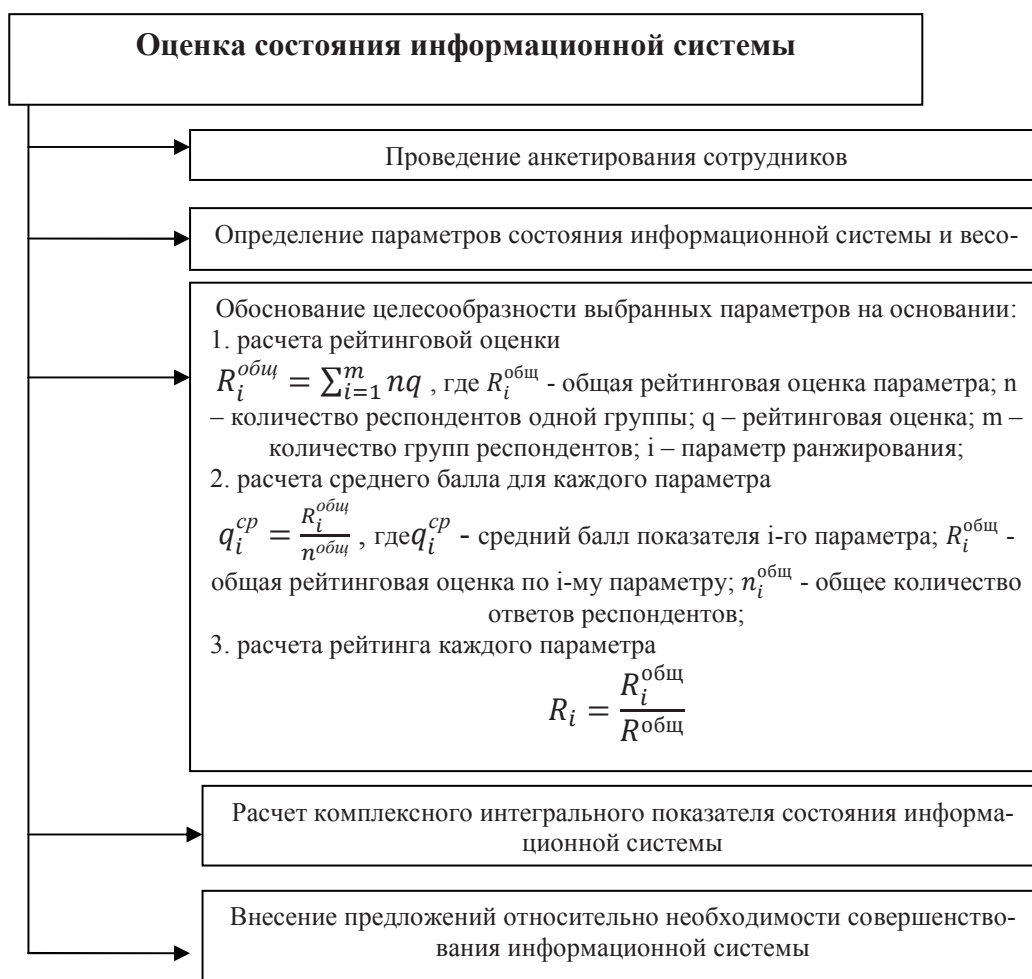 Оценка состояния информационной системы
Проведение анкетирования сотрудников
Определение параметров состояния информационной системы и весо-
Обоснование целесообразности выбранных параметров на основании:
1. расчета рейтинговой оценки
$R_i^{общ} = \sum_{i=1}^{m} nq$ , где $R_i^{общ}$ - общая рейтинговая оценка параметра; n
– количество респондентов одной группы; q – рейтинговая оценка; m –
количество групп респондентов; i – параметр ранжирования;
2. расчета среднего балла для каждого параметра
$q_i^{ср} = \frac{R_i^{общ}}{n^{общ}}$ , где$q_i^{ср}$ - средний балл показателя i-го параметра; $R_i^{общ}$ -
общая рейтинговая оценка по i-му параметру; $n_i^{общ}$ - общее количество
ответов респондентов;
3. расчета рейтинга каждого параметра
$R_i = \frac{R_i^{общ}}{R^{общ}}$
Расчет комплексного интегрального показателя состояния информа-
ционной системы
Внесение предложений относительно необходимости совершенство-
вания информационной системы